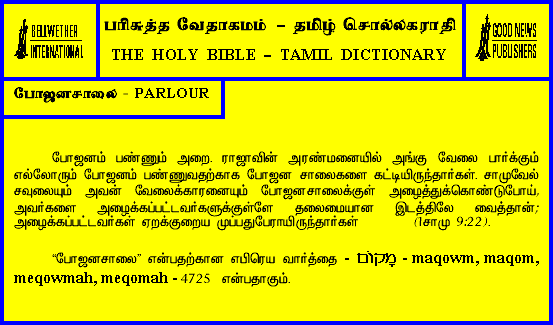 BELLWETHER
INTERNATIONAL
பரிசுத்த வேதாகமம் – தமிழ் சொல்லகராதி
THE HOLY BIBLE – TAMIL DICTIONARY
GOOD NEWS
PUBLISHERS
போஜனசாலை - PARLOUR
போஜனம் பண்ணும் அறை. ராஜாவின் அரண்மனையில் அங்கு வேலை பார்க்கும்
எல்லோரும் போஜனம் பண்ணுவதற்காக போஜன சாலைகளை கட்டியிருந்தார்கள். சாமுவேல்
சவுலையும் அவன் வேலைக்காரனையும் போஜனசாலைக்குள் அழைத்துக்கொண்டுபோய்,
அவர்களை அழைக்கப்பட்டவர்களுக்குள்ளே தலைமையான இடத்திலே வைத்தான்;
அழைக்கப்பட்டவர்கள் ஏறக்குறைய முப்பதுபேராயிருந்தார்கள் (1சாமு 9:22).
“போஜனசாலை” என்பதற்கான எபிரெய வார்த்தை - מָקוֹם - maqowm, maqom,
meqowmah, meqomah - 4725 என்பதாகும்.